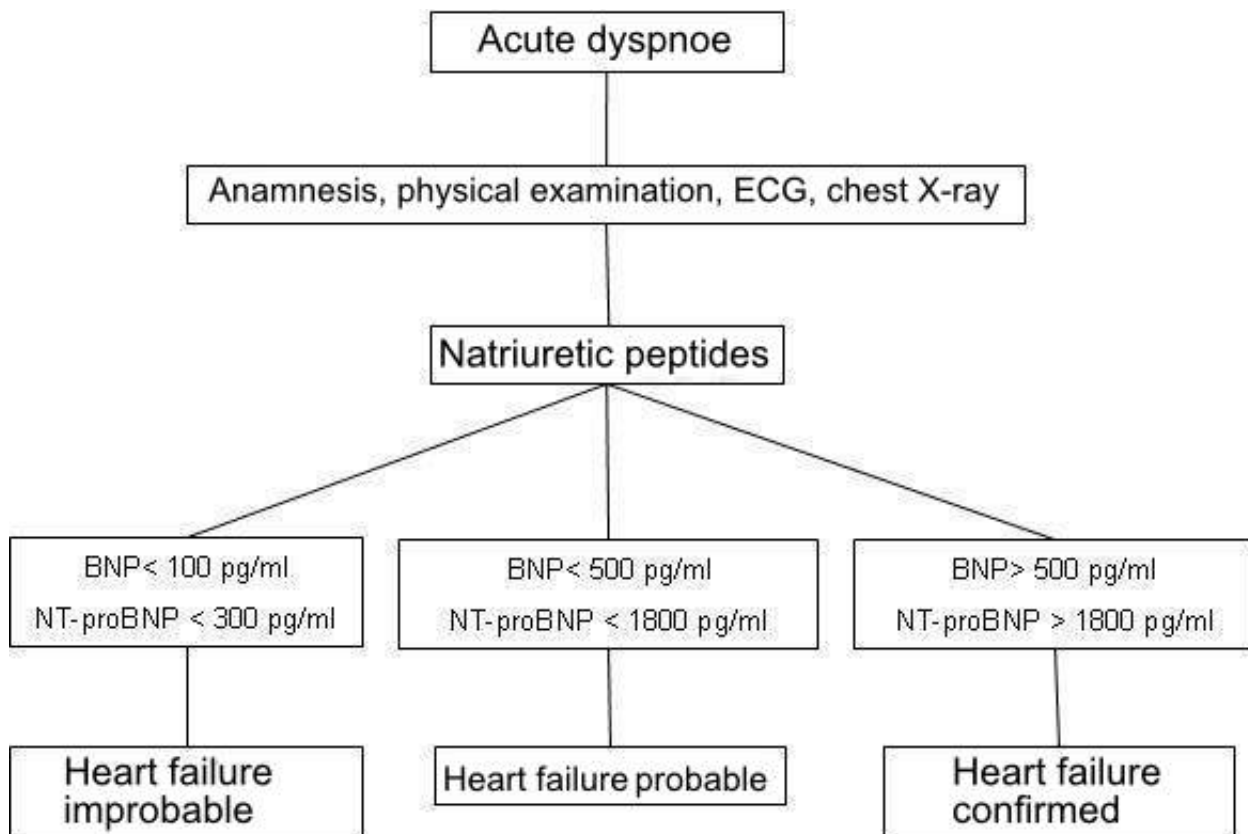 Acute dyspnoe
Anamnesis, physical examination, ECG, chest X-ray
Natriuretic peptides
BNP< 100 pg/ml
NT-proBNP < 300 pg/ml
BNP< 500 pg/ml
NT-proBNP < 1800 pg/ml
BNP> 500 pg/ml
NT-proBNP > 1800 pg/ml
Heart failure
improbable
Heart failure probable
Heart failure
confirmed